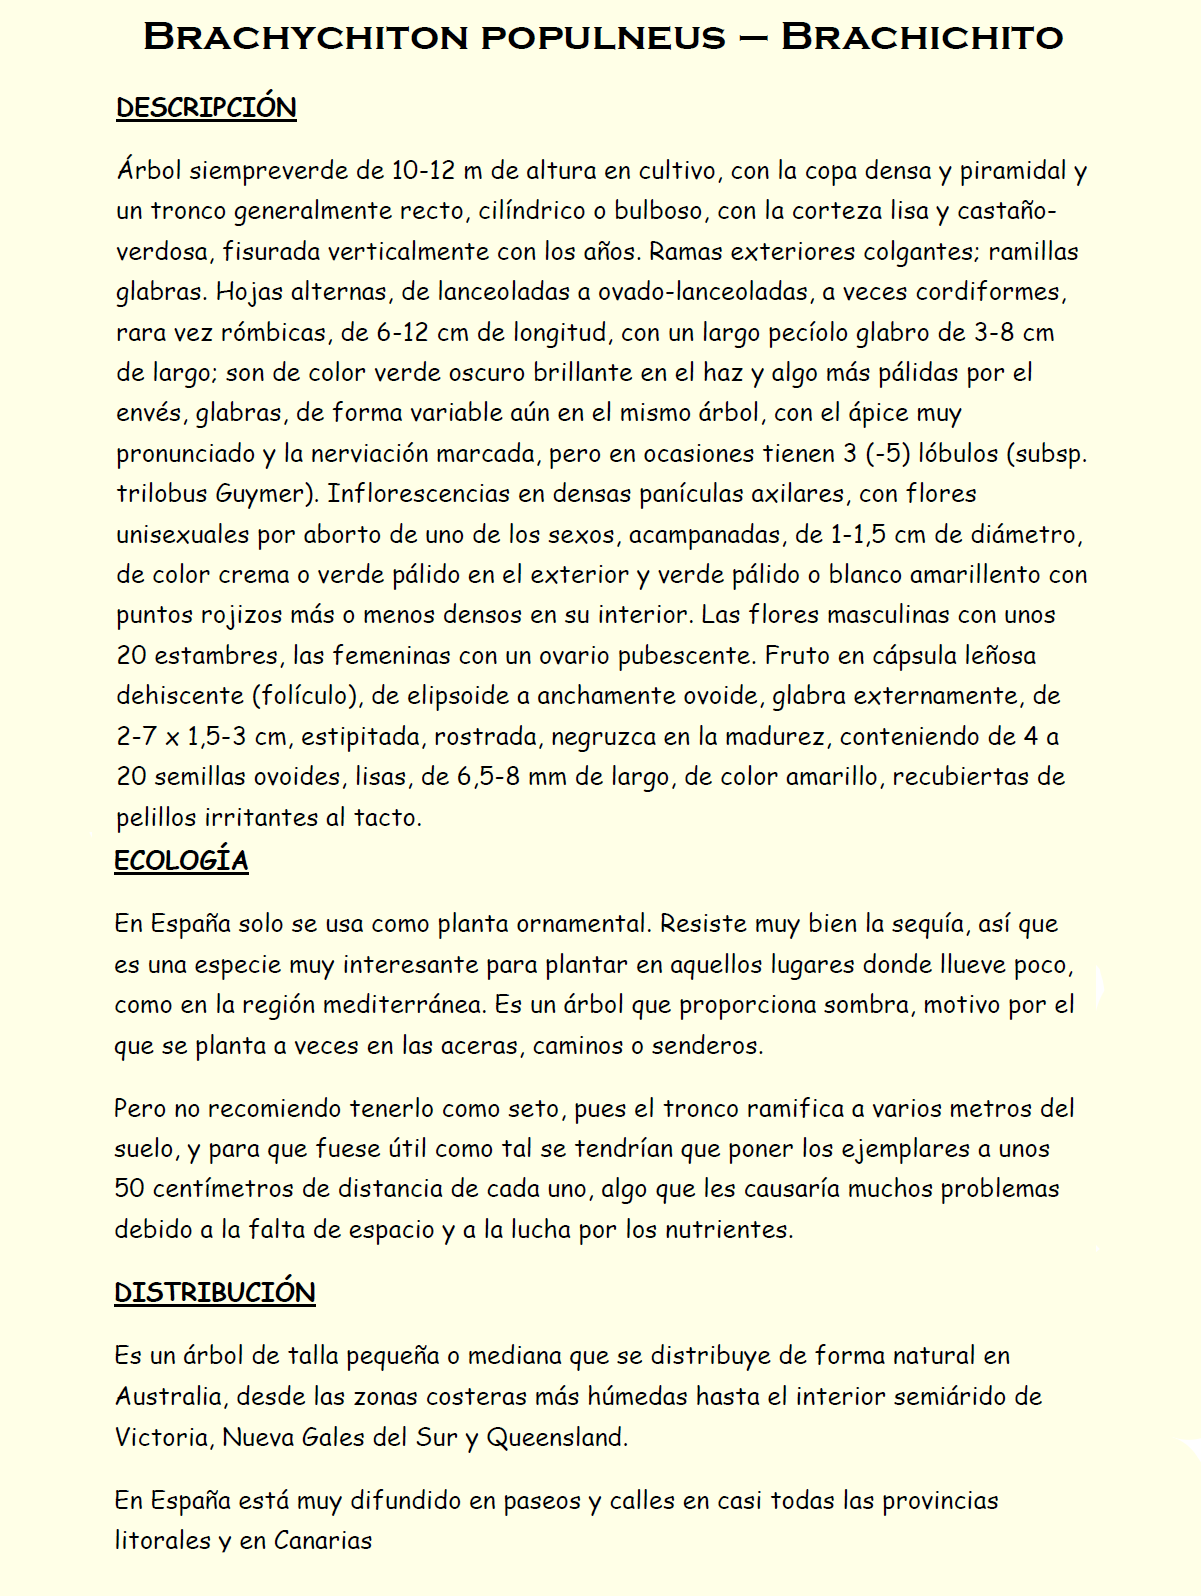 BRACHYCHITON POPULNEUS – BRACHICHITO
DESCRIPCIÓN
Árbol siempreverde de 10-12 m de altura en cultivo, con la copa densa y piramidal y
un tronco generalmente recto, cilíndrico o bulboso, con la corteza lisa y castaño-
verdosa, fisurada verticalmente con los años. Ramas exteriores colgantes; ramillas
glabras. Hojas alternas, de lanceoladas a ovado-lanceoladas, a veces cordiformes,
rara vez rómbicas, de 6-12 cm de longitud, con un largo pecíolo glabro de 3-8 cm
de largo; son de color verde oscuro brillante en el haz y algo más pálidas por el
envés, glabras, de forma variable aún en el mismo árbol, con el ápice muy
pronunciado y la nerviación marcada, pero en ocasiones tienen 3 (-5) lóbulos (subsp.
trilobus Guymer). Inflorescencias en densas panículas axilares, con flores
unisexuales por aborto de uno de los sexos, acampanadas, de 1-1,5 cm de diámetro,
de color crema o verde pálido en el exterior y verde pálido o blanco amarillento con
puntos rojizos más o menos densos en su interior. Las flores masculinas con unos
20 estambres, las femeninas con un ovario pubescente. Fruto en cápsula leñosa
dehiscente (folículo), de elipsoide a anchamente ovoide, glabra externamente, de
2-7 x 1,5-3 cm, estipitada, rostrada, negruzca en la madurez, conteniendo de 4 a
20 semillas ovoides, lisas, de 6,5-8 mm de largo, de color amarillo, recubiertas de
pelillos irritantes al tacto.
ECOLOGÍA
En España solo se usa como planta ornamental. Resiste muy bien la sequía, así que
es una especie muy interesante para plantar en aquellos lugares donde llueve poco,
como en la región mediterránea. Es un árbol que proporciona sombra, motivo por el
que se planta a veces en las aceras, caminos o senderos.
Pero no recomiendo tenerlo como seto, pues el tronco ramifica a varios metros del
suelo, y para que fuese útil como tal se tendrían que poner los ejemplares a unos
50 centímetros de distancia de cada uno, algo que les causaría muchos problemas
debido a la falta de espacio y a la lucha por los nutrientes.
DISTRIBUCIÓN
Es un árbol de talla pequeña o mediana que se distribuye de forma natural en
Australia, desde las zonas costeras más húmedas hasta el interior semiárido de
Victoria, Nueva Gales del Sur y Queensland.
En España está muy difundido en paseos y calles en casi todas las provincias
litorales y en Canarias